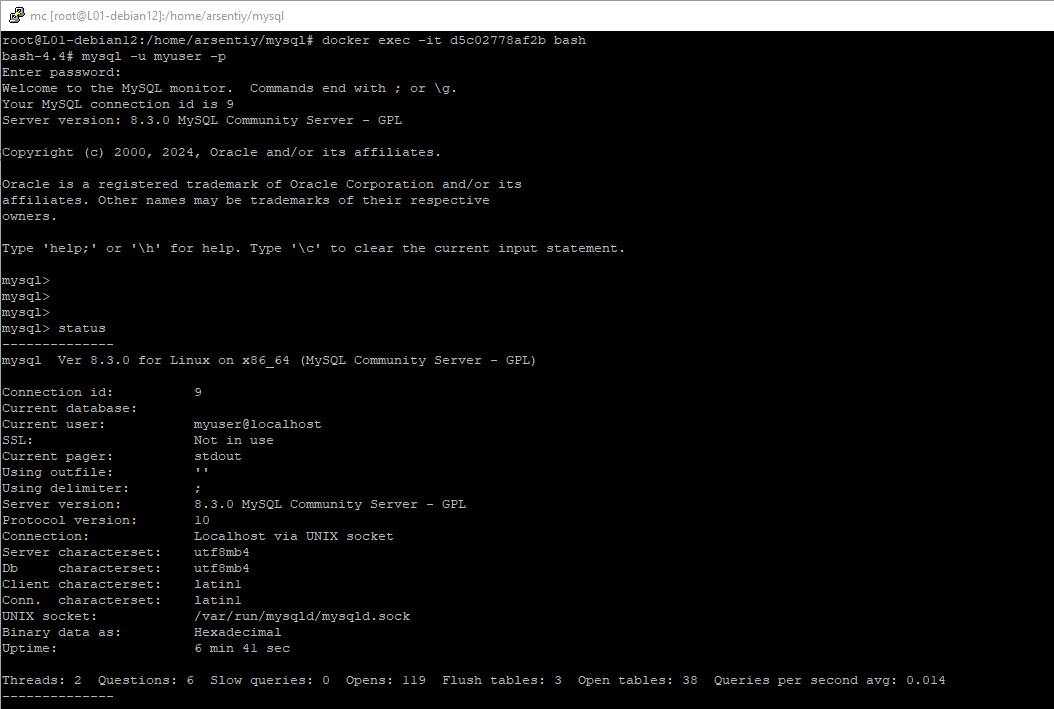 mc [root@L01-debian12]:/home/arsentiy/mysql
root@L01-debian12:/home/arsentiy/mysql# docker exec -it d5c02778af2b bash
bash-4.4# mysql -u myuser -p
Enter password:
Welcome to the MySQL monitor.  Commands end with ; or \g.
Your MySQL connection id is 9
Server version: 8.3.0 MySQL Community Server - GPL
Copyright (c) 2000, 2024, Oracle and/or its affiliates.
Oracle is a registered trademark of Oracle Corporation and/or its
affiliates. Other names may be trademarks of their respective
owners.
Type 'help;' or '\h' for help. Type '\c' to clear the current input statement.
mysql>
mysql>
mysql>
mysql> status
--------------
mysql  Ver 8.3.0 for Linux on x86_64 (MySQL Community Server - GPL)
Connection id:          9
Current database:
Current user:           myuser@localhost
SSL:                    Not in use
Current pager:          stdout
Using outfile:          ''
Using delimiter:        ;
Server version:         8.3.0 MySQL Community Server - GPL
Protocol version:       10
Connection:             Localhost via UNIX socket
Server characterset:    utf8mb4
Db     characterset:    utf8mb4
Client characterset:    latin1
Conn.  characterset:    latin1
UNIX socket:            /var/run/mysqld/mysqld.sock
Binary data as:         Hexadecimal
Uptime:                 6 min 41 sec
Threads: 2  Questions: 6  Slow queries: 0  Opens: 119  Flush tables: 3  Open tables: 38  Queries per second avg: 0.014
--------------